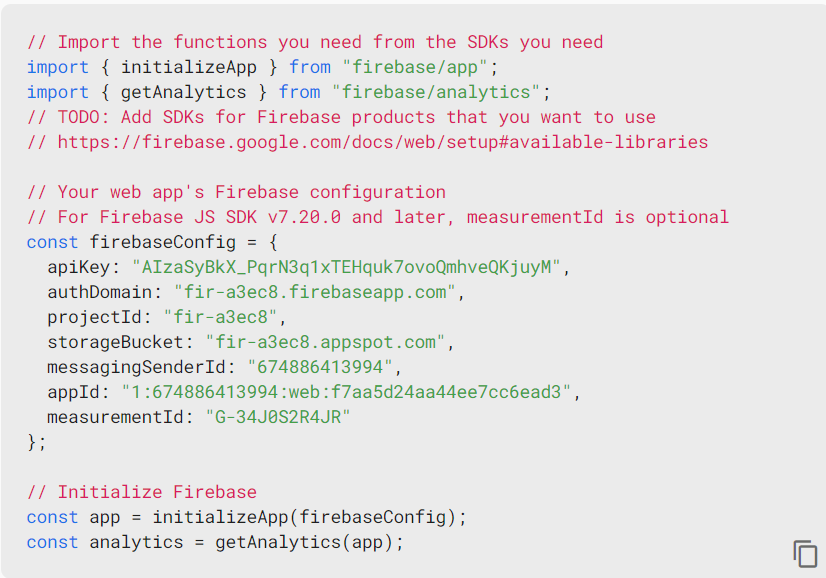 // Import the functions you need from the SDKs you need
import { initializeApp } from "firebase/app";
import { getAnalytics } from "firebase/analytics";
// TODO: Add SDKs for Firebase products that you want to use
// https://firebase.google.com/docs/web/setup#available-libraries
// Your web app's Firebase configuration
// For Firebase JS SDK v7.20.0 and later, measurementId is optional
const firebaseConfig = {
apiKey: "AIzaSyBkX_PqrN3q1xTEHquk7ovoQmhveQKjuyM",
authDomain: "fir-a3ec8.firebaseapp.com",
projectId: "fir-a3ec8",
storageBucket: "fir-a3ec8.appspot.com",
messagingSenderId: "674886413994",
appId: "1:674886413994:web:f7aa5d24aa44ee7cc6ead3",
measurementId: "G-34J0S2R4JR"
};
// Initialize Firebase
const app = initializeApp(firebaseConfig);
const analytics = getAnalytics(app);